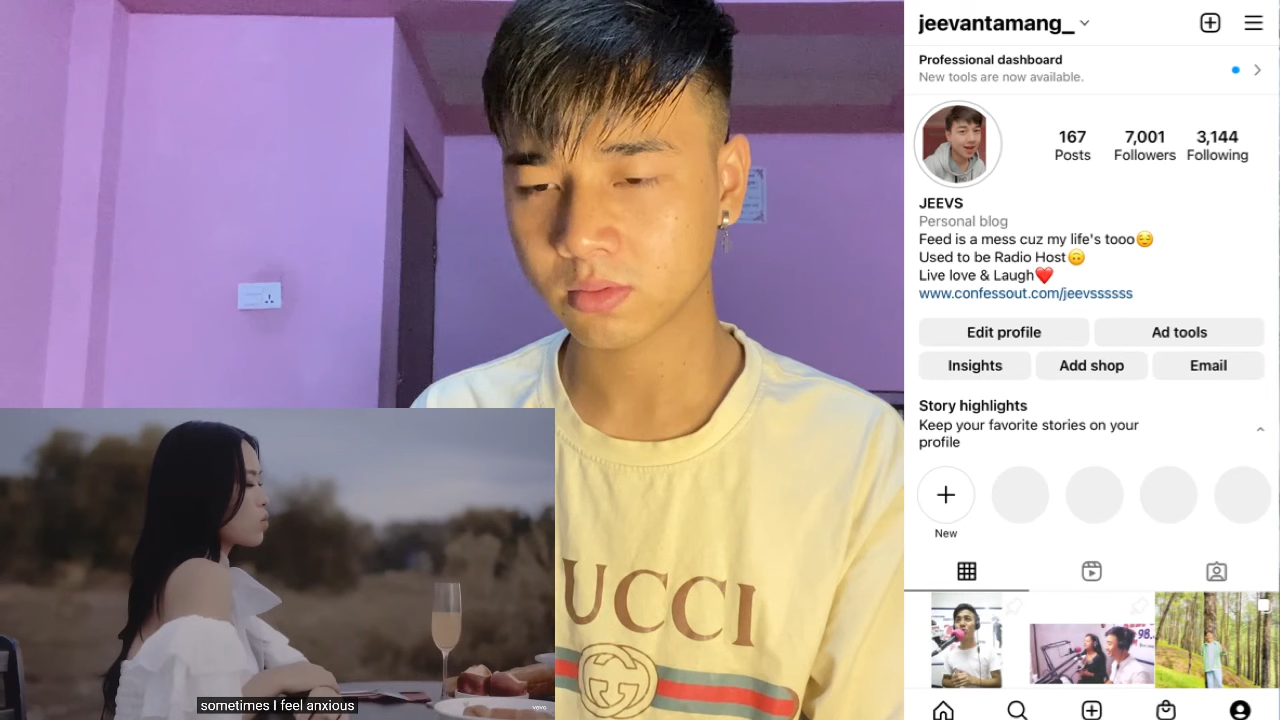 jeevantamang_
Professional dashboard
New tools are now available.
167
Posts
7,001
Followers
3,144
Following
JEEVS
Personal blog
Feed is a mess cuz my life's tooo😌
Used to be Radio Host🙃
Live love & Laugh❤️
www.confessout.com/jeevssssss
Edit profile
Ad tools
Insights
Add shop
Email
Story highlights
Keep your favorite stories on your
profile
New
98.
UCCI
sometimes I feel anxious
vevo